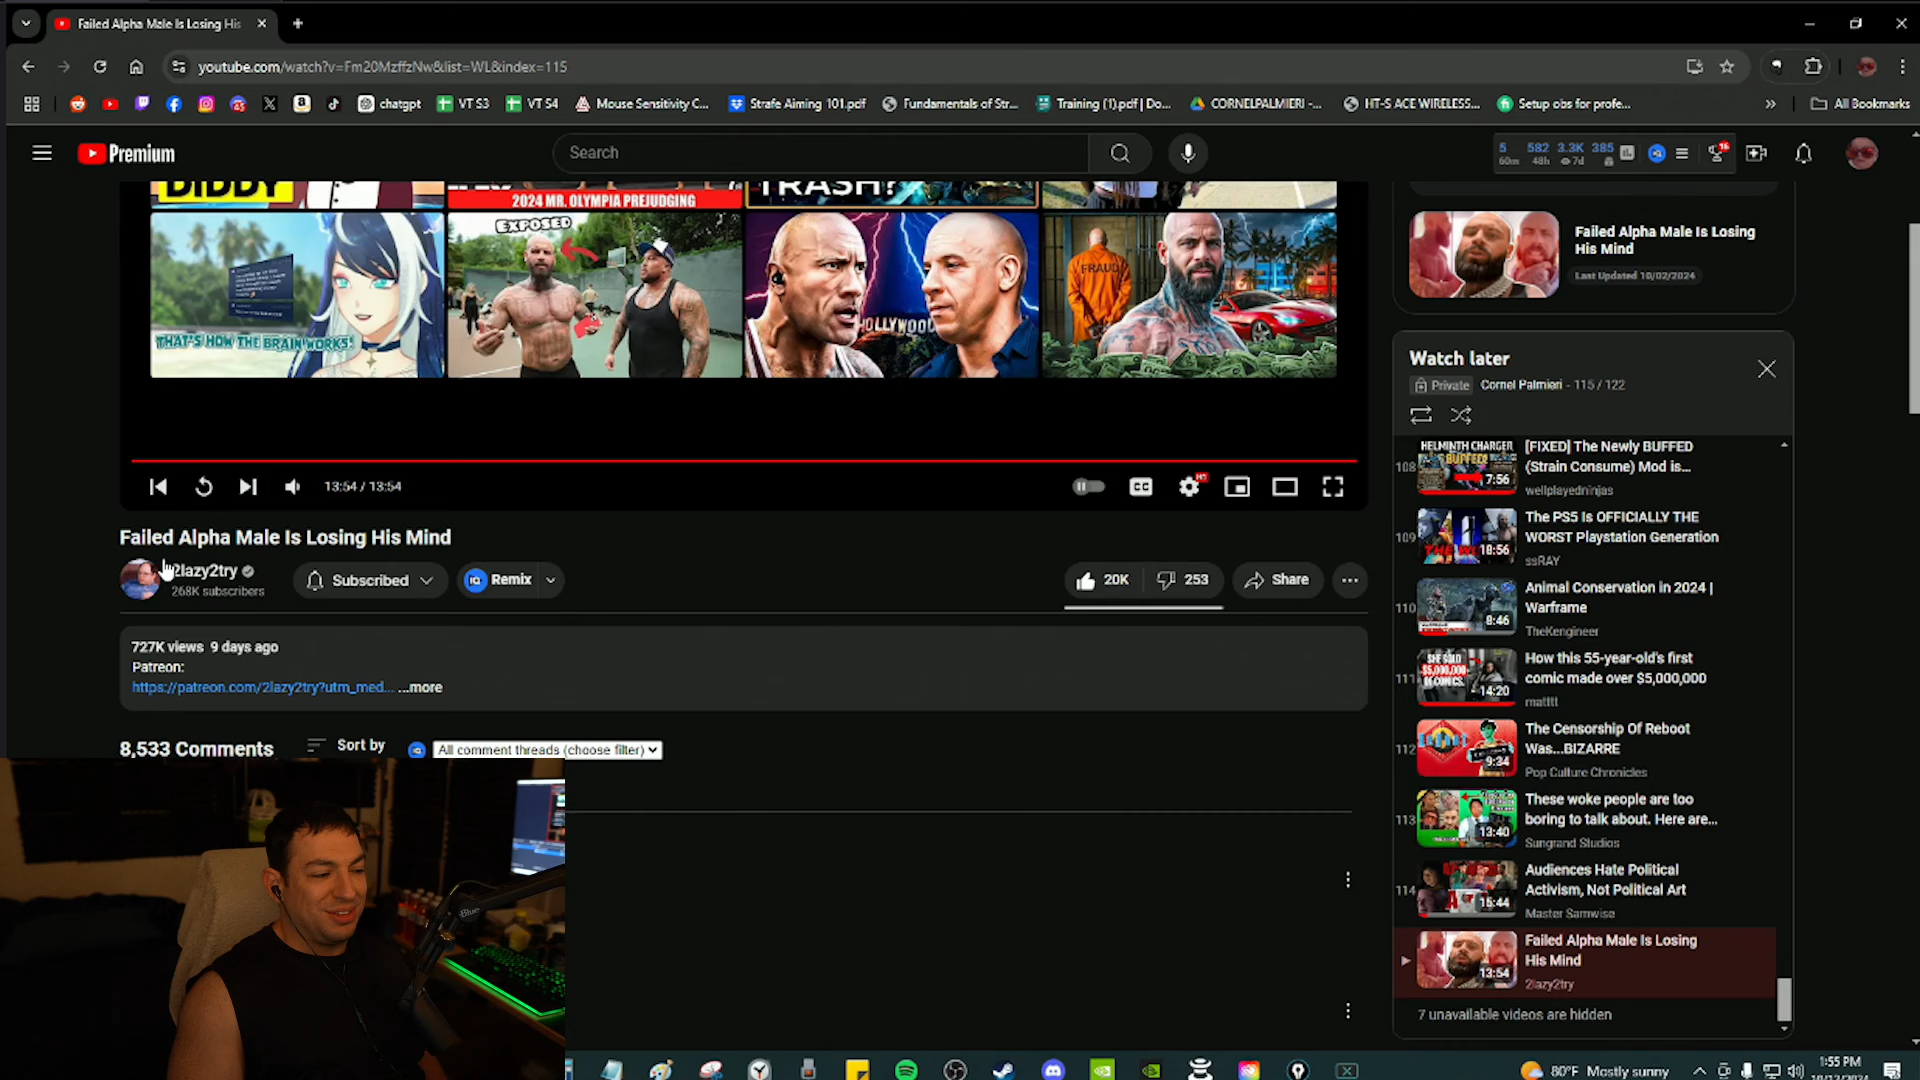 Failed Alpha Male Is Losing His
youtube.com/watch?v=Fm20MzffzNw&list=WL&index=115
chatgpt
VT S3
VT S4
Mouse Sensitivity C...
Strafe Aiming 101.pdf
Fundamentals of Str...
Training (1).pdf | Do...
CORNELPALMIERI -...
HT-S ACE WIRELESS...
Setup obs for profe...
All Bookmarks
Premium
Search
5 582 3.3K 385
60m 48h 7d
16
DIDDY
2024 MR. OLYMPIA PREJUDGING
TRASH?
THAT'S HOW THE BRAIN WORKS!
EXPOSED
HOLLYWOOD
FRAUD
13:54 / 13:54
CC
Failed Alpha Male Is Losing His Mind
2lazy2try
268K subscribers
Subscribed
Remix
20K
253
Share
727K views 9 days ago
Patreon:
https://patreon.com/2lazy2try?utm_med... ...more
8,533 Comments
Sort by
All comment threads (choose filter)
Blue
Failed Alpha Male Is Losing
His Mind
Last Updated 10/02/2024
Watch later
Private Cornel Palmieri - 115 / 122
108
HELMINTH CHARGER
BUFFED!
7:56
[FIXED] The Newly BUFFED
(Strain Consume) Mod is...
wellplayedninjas
109
18:56
The PS5 Is OFFICIALLY THE
WORST Playstation Generation
ssRAY
110
8:46
Animal Conservation in 2024 |
Warframe
TheKengineer
111
SHE SOLD
$5,000,000
OF COMICS.
14:20
How this 55-year-old's first
comic made over $5,000,000
matttt
112
9:34
The Censorship Of Reboot
Was...BIZARRE
Pop Culture Chronicles
113
13:40
These woke people are too
boring to talk about. Here are...
Sungrand Studios
114
15:44
Audiences Hate Political
Activism, Not Political Art
Master Samwise
13:54
Failed Alpha Male Is Losing
His Mind
2lazy2try
7 unavailable videos are hidden
80°F Mostly sunny
1:55 PM